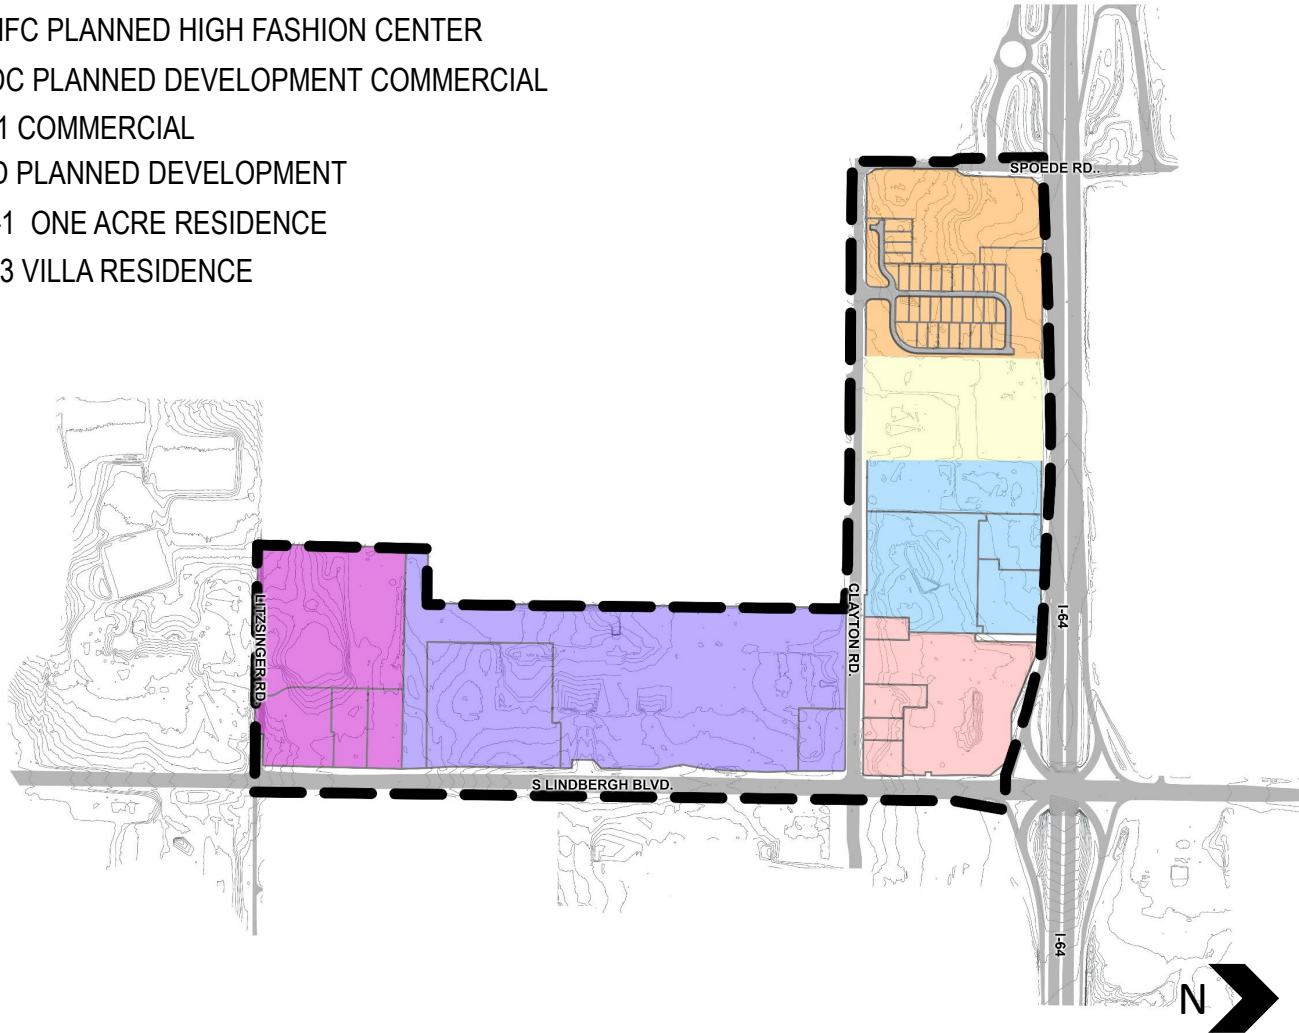 HFC PLANNED HIGH FASHION CENTER
DC PLANNED DEVELOPMENT COMMERCIAL
1 COMMERCIAL
D PLANNED DEVELOPMENT
-1 ONE ACRE RESIDENCE
3 VILLA RESIDENCE
SPOEDE RD..
LITZSINGER RD.
CLAYTON RD.
I-64
S LINDBERGH BLVD.
I-64
N